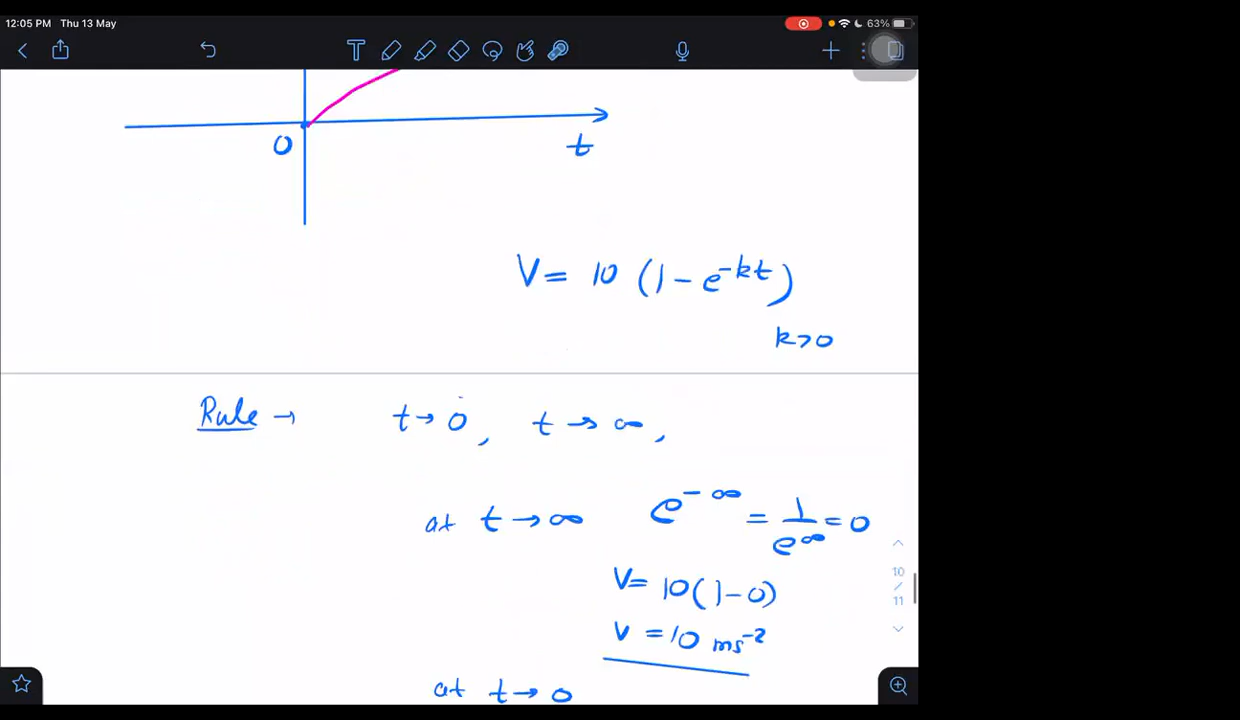 12:05 PM Thu 13 May 63%
T
0
t
V = 10 (1 - e^-kt)
k>0
Rule → t→0, t→∞,
at t→∞ e^-∞ = 1/e^∞ = 0
V= 10(1-0)
V = 10 ms^-2
at t→0
10
/
11